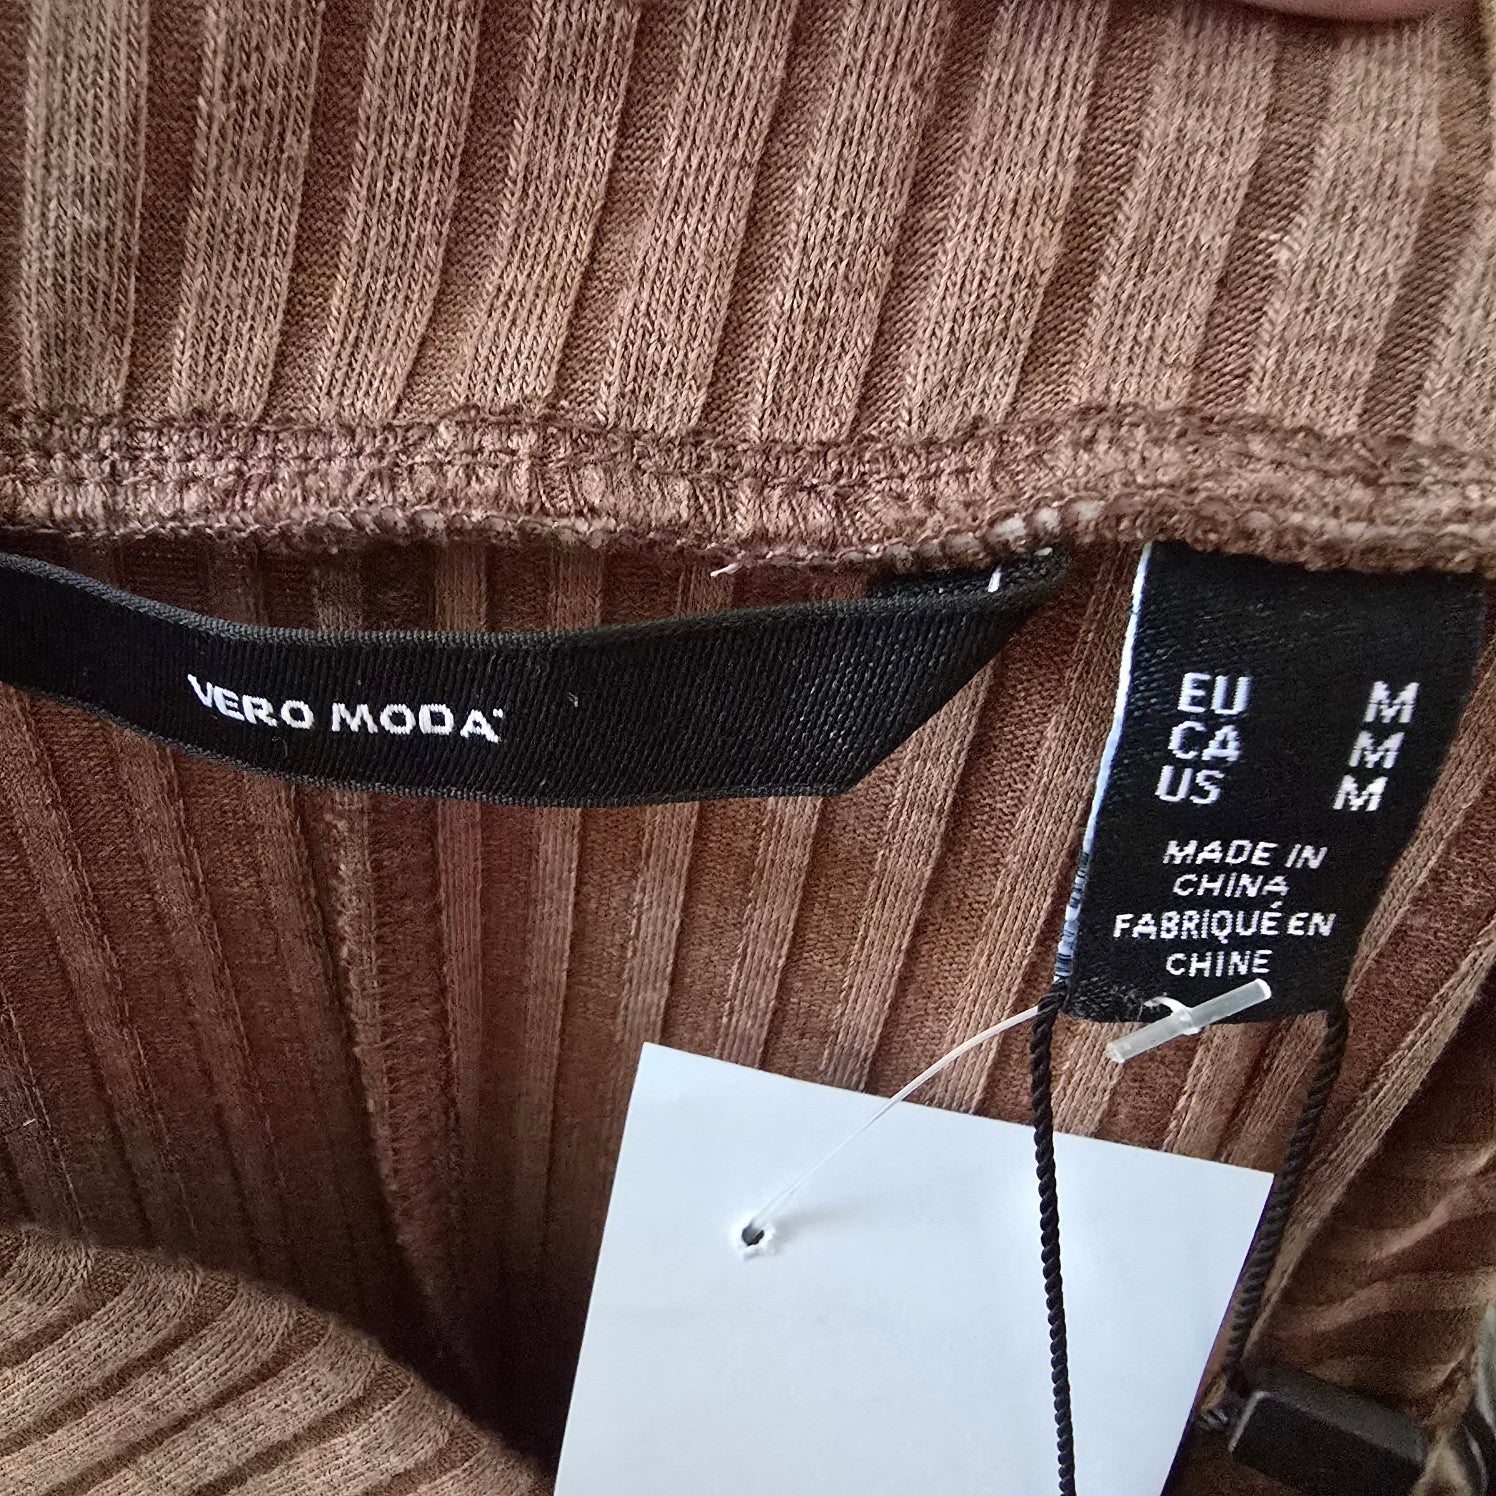 VERO MODA
EU M
CA M
US M
MADE IN
CHINA
FABRIQUÉ EN
CHINE